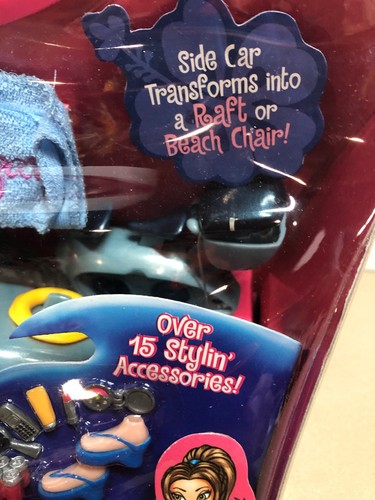 Side Car
Transforms into
a Raft or
Beach Chair!
Over
15 Stylin'
Accessories!